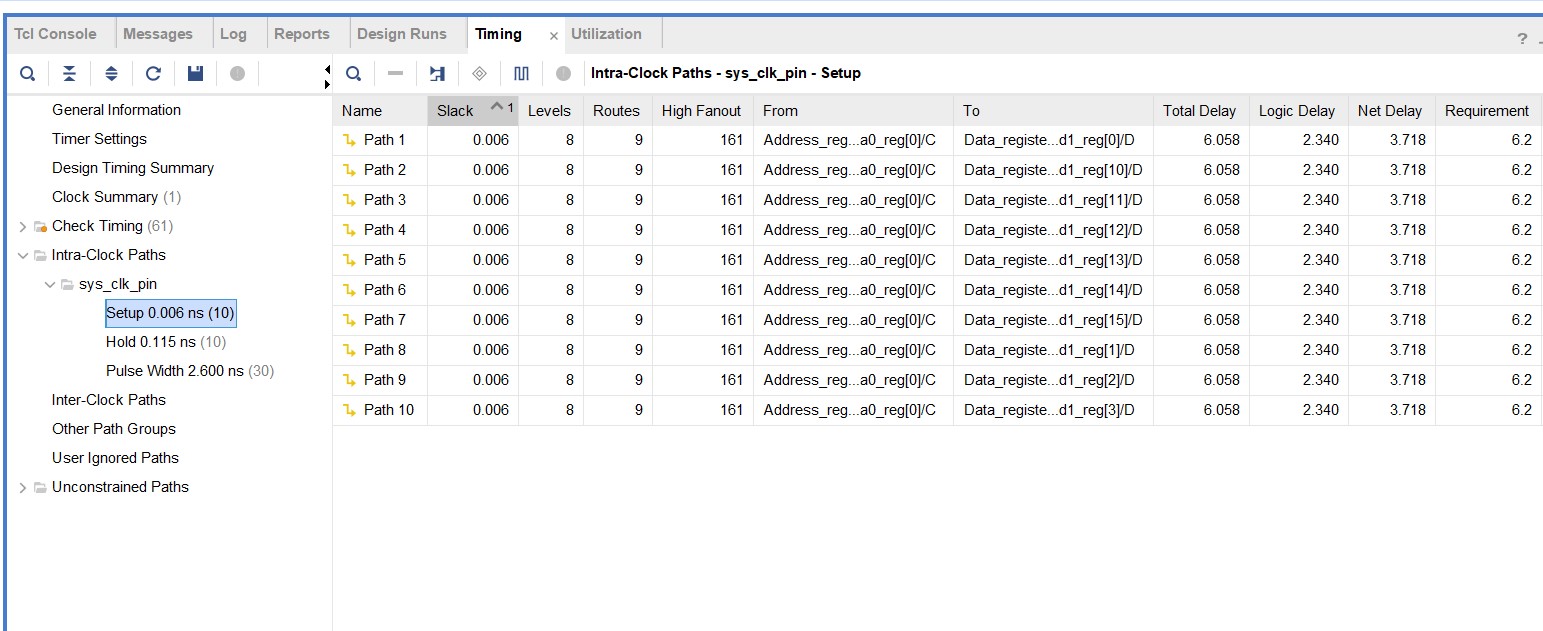 Tcl Console Messages Log Reports Design Runs Timing × Utilization ? _
Intra-Clock Paths - sys_clk_pin - Setup
General Information
Timer Settings
Design Timing Summary
Clock Summary (1)
Check Timing (61)
Intra-Clock Paths
sys_clk_pin
Setup 0.006 ns (10)
Hold 0.115 ns (10)
Pulse Width 2.600 ns (30)
Inter-Clock Paths
Other Path Groups
User Ignored Paths
Unconstrained Paths
Name Slack ^1 Levels Routes High Fanout From To Total Delay Logic Delay Net Delay Requirement
Path 1 0.006 8 9 161 Address_reg...a0_reg[0]/C Data_registe...d1_reg[0]/D 6.058 2.340 3.718 6.2
Path 2 0.006 8 9 161 Address_reg...a0_reg[0]/C Data_registe...d1_reg[10]/D 6.058 2.340 3.718 6.2
Path 3 0.006 8 9 161 Address_reg...a0_reg[0]/C Data_registe...d1_reg[11]/D 6.058 2.340 3.718 6.2
Path 4 0.006 8 9 161 Address_reg...a0_reg[0]/C Data_registe...d1_reg[12]/D 6.058 2.340 3.718 6.2
Path 5 0.006 8 9 161 Address_reg...a0_reg[0]/C Data_registe...d1_reg[13]/D 6.058 2.340 3.718 6.2
Path 6 0.006 8 9 161 Address_reg...a0_reg[0]/C Data_registe...d1_reg[14]/D 6.058 2.340 3.718 6.2
Path 7 0.006 8 9 161 Address_reg...a0_reg[0]/C Data_registe...d1_reg[15]/D 6.058 2.340 3.718 6.2
Path 8 0.006 8 9 161 Address_reg...a0_reg[0]/C Data_registe...d1_reg[1]/D 6.058 2.340 3.718 6.2
Path 9 0.006 8 9 161 Address_reg...a0_reg[0]/C Data_registe...d1_reg[2]/D 6.058 2.340 3.718 6.2
Path 10 0.006 8 9 161 Address_reg...a0_reg[0]/C Data_registe...d1_reg[3]/D 6.058 2.340 3.718 6.2